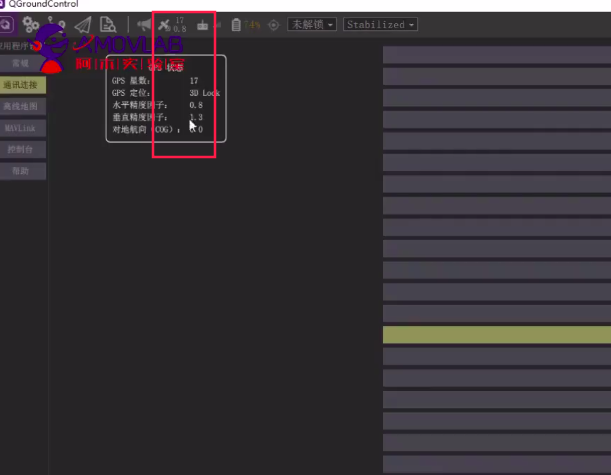 QGroundControl
17
0.8
未解锁
Stabilized
常规
通讯连接
离线地图
MAVLink
控制台
帮助
AMOVLAB
阿木实验室
GPS 状态
GPS 星数: 17
GPS 定位: 3D Lock
水平精度因子: 0.8
垂直精度因子: 1.3
对地航向 (COG): 0.0